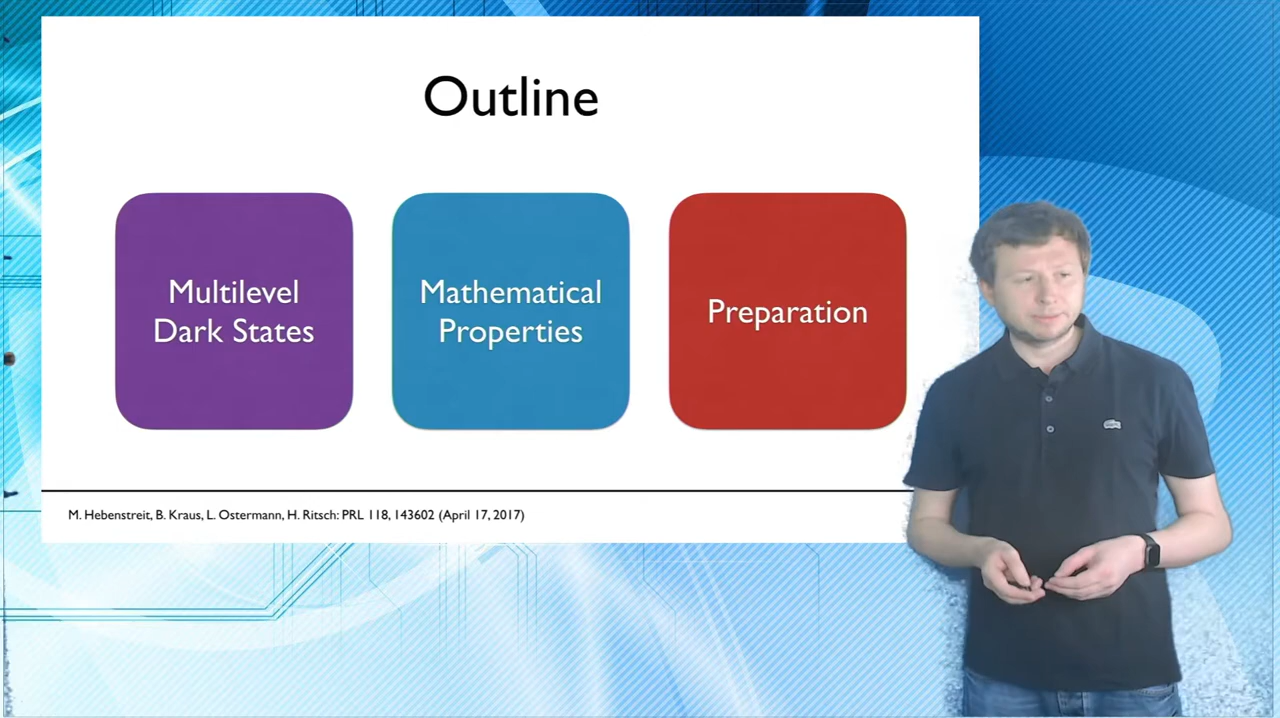 Outline
Multilevel
Dark States
Mathematical
Properties
Preparation
M. Hebenstreit, B. Kraus, L. Ostermann, H. Ritsch: PRL 118, 143602 (April 17, 2017)